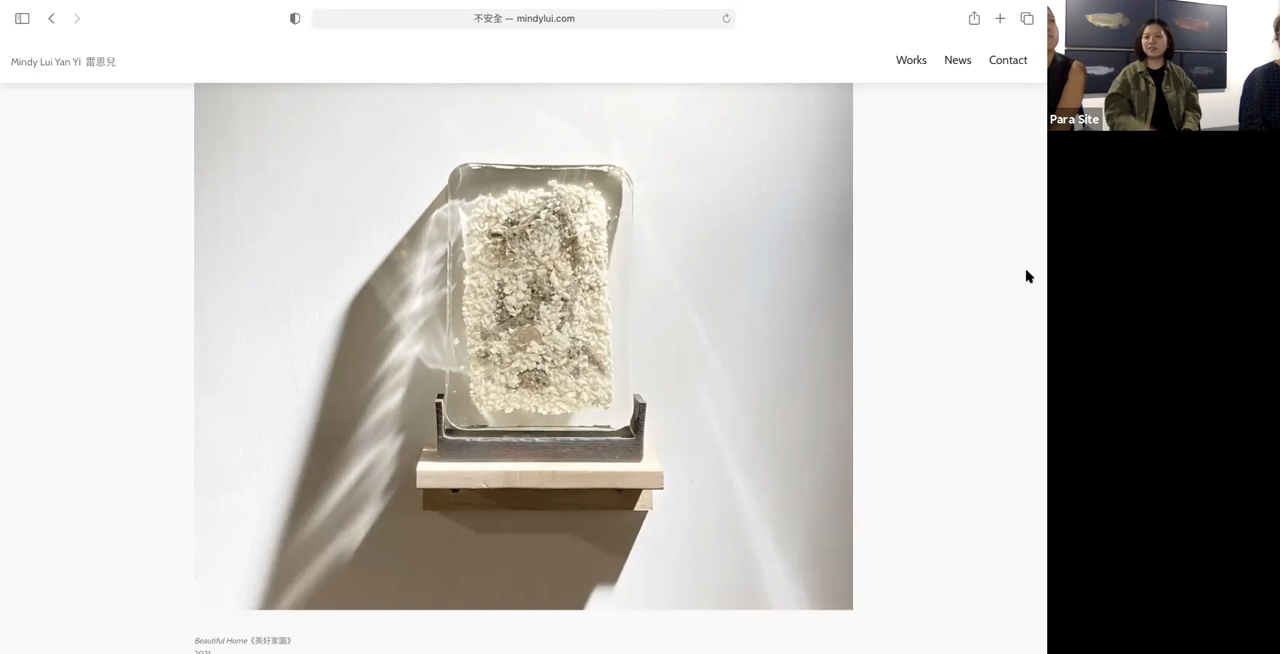 不安全 — mindylui.com
Mindy Lui Yan Yi 雷恩兒
Works
News
Contact
Para Site
Beautiful Home《美好家園》
2021